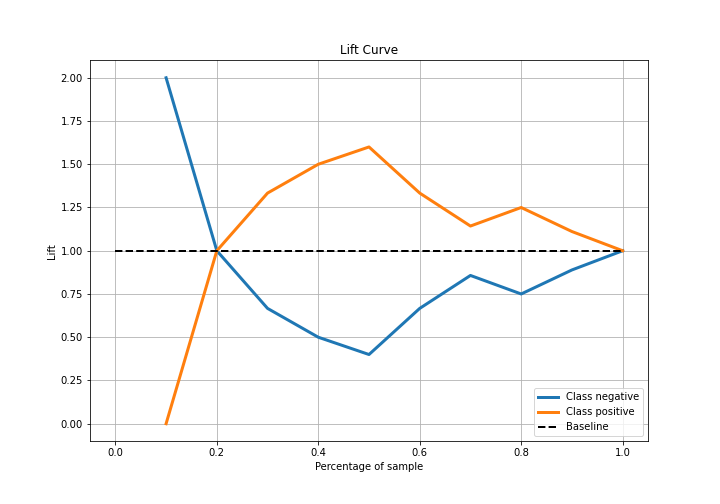 Lift Curve
Lift
2.00
1.75
1.50
1.25
1.00
0.75
0.50
0.25
0.00
0.0 0.2 0.4 0.6 0.8 1.0
Percentage of sample
Class negative
Class positive
Baseline